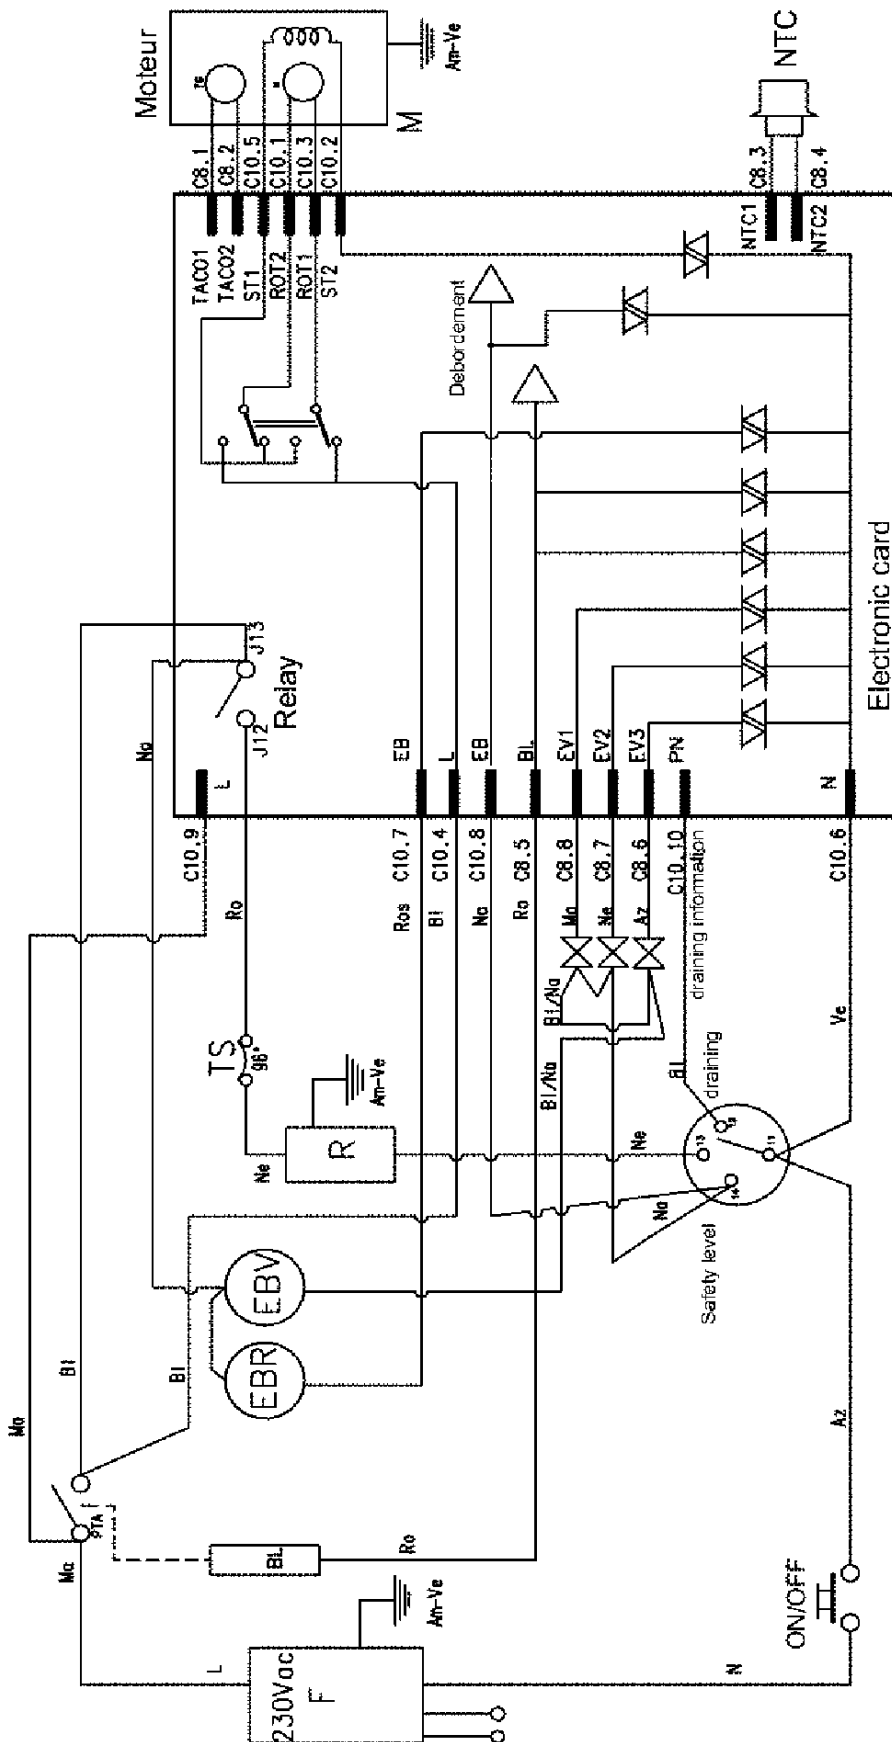 Moteur
TG
M
M
Am-Ve
NTC
C8.1
C8.2
C10.5
C10.1
C10.3
C10.2
C8.3
C8.4
TACO1
TACO2
ST1
ROT2
ROT1
ST2
NTC1
NTC2
Debordement
J13
J12
Relay
Electronic card
Na
L
EB
L
EB
BL
EV1
EV2
EV3
PN
N
C10.9
C10.7
C10.4
C10.8
C8.5
C8.8
C8.7
C8.6
C10.10
C10.6
Ro
Ros
Bl
Na
Ro
Ma
Ne
Az
draining information
Ve
TS
96°
Bl/Na
Bl/Na
Bl
draining
R
Am-Ve
Ne
Ne
13
12
11
14
Na
Safety level
EBV
EBR
Ma
Bl
Bl
Az
PTA
Ma
BL
Ro
L
230Vac
F
Am-Ve
N
ON/OFF